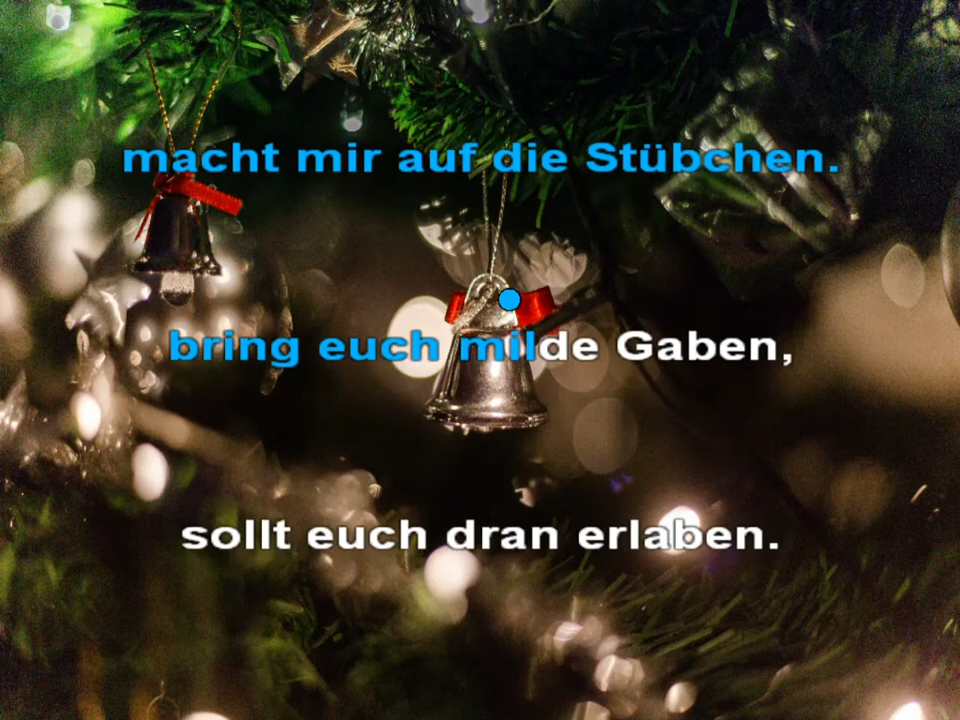 macht mir auf die Stübchen.
bring euch milde Gaben,
sollt euch dran erlaben.